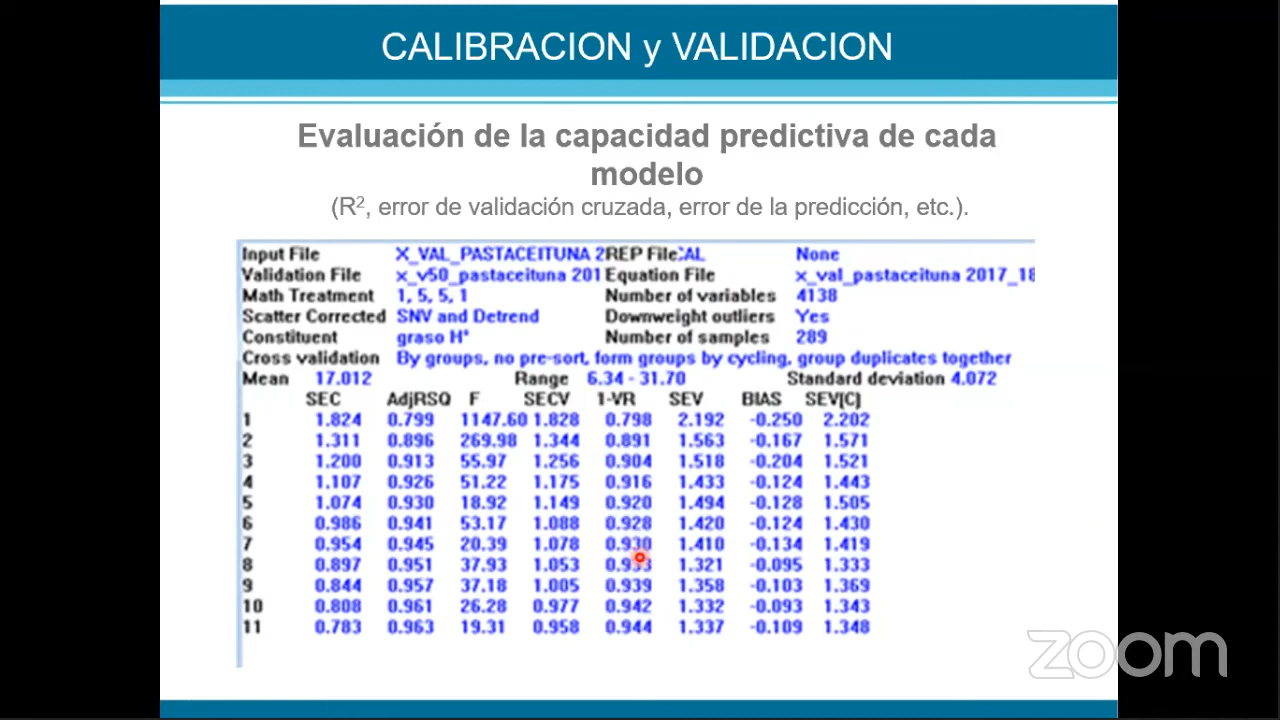 CALIBRACION y VALIDACION
Evaluación de la capacidad predictiva de cada
modelo
(R², error de validación cruzada, error de la predicción, etc.).
Input File X_VAL_PASTACEITUNA 2 REP File:CAL None
Validation File x_v50_pastaceituna 201 Equation File x_val_pastaceituna 2017_18
Math Treatment 1, 5, 5, 1 Number of variables 4138
Scatter Corrected SNV and Detrend Downweight outliers Yes
Constituent graso H* Number of samples 289
Cross validation By groups, no pre-sort, form groups by cycling, group duplicates together
Mean 17.012 Range 6.34 - 31.70 Standard deviation 4.072
SEC AdjRSQ F SECV 1-VR SEV BIAS SEV[C]
1 1.824 0.799 1147.60 1.828 0.798 2.192 -0.250 2.202
2 1.311 0.896 269.98 1.344 0.891 1.563 -0.167 1.571
3 1.200 0.913 55.97 1.256 0.904 1.518 -0.204 1.521
4 1.107 0.926 51.22 1.175 0.916 1.433 -0.124 1.443
5 1.074 0.930 18.92 1.149 0.920 1.494 -0.128 1.505
6 0.986 0.941 53.17 1.088 0.928 1.420 -0.124 1.430
7 0.954 0.945 20.39 1.078 0.930 1.410 -0.134 1.419
8 0.897 0.951 37.93 1.053 1.321 -0.095 1.333
9 0.844 0.957 37.18 1.005 0.939 1.358 -0.103 1.369
10 0.808 0.961 26.28 0.977 0.942 1.332 -0.093 1.343
11 0.783 0.963 19.31 0.958 0.944 1.337 -0.109 1.348
zoom